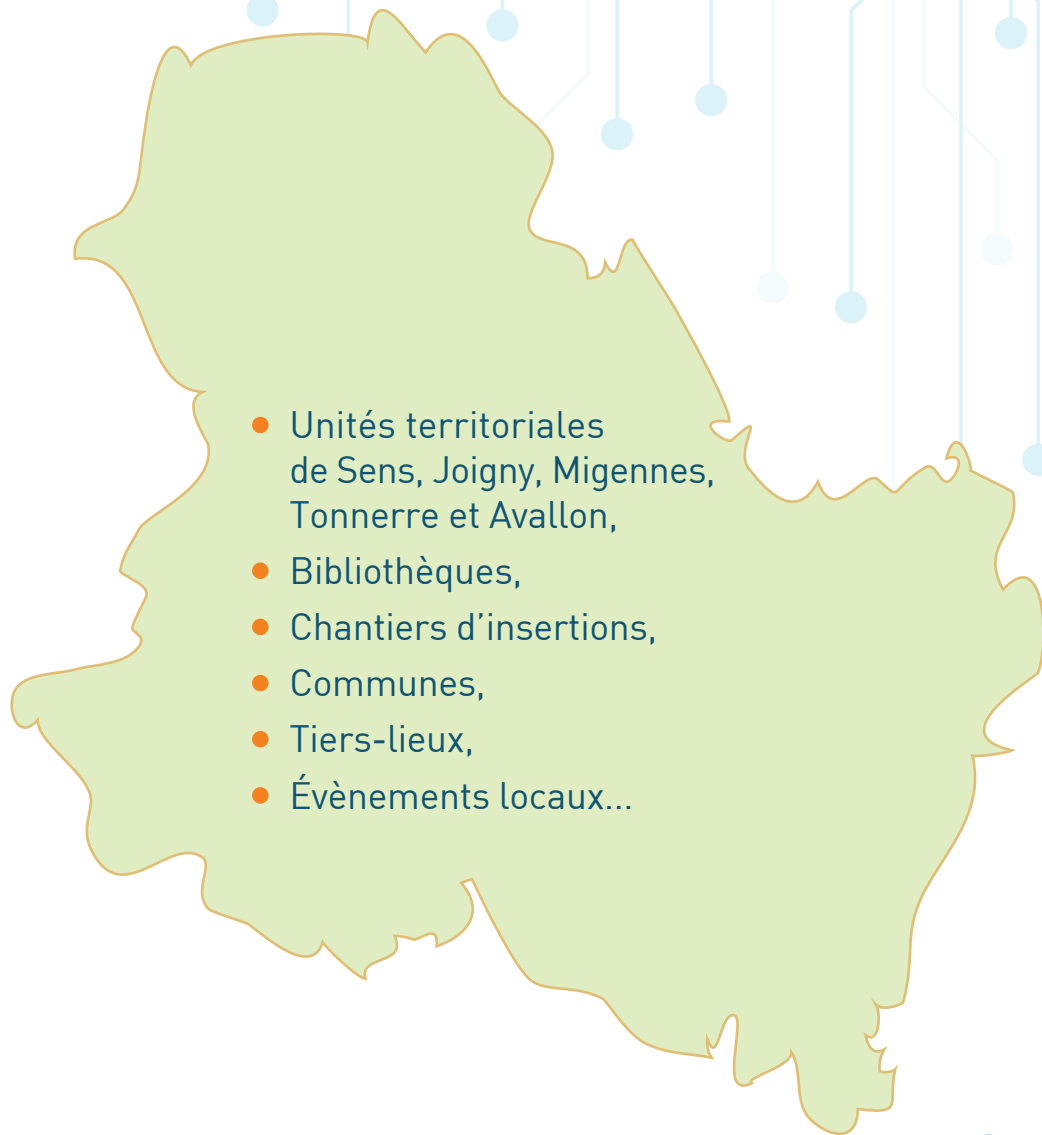 • Unités territoriales
de Sens, Joigny, Migennes,
Tonnerre et Avallon,
• Bibliothèques,
• Chantiers d’insertions,
• Communes,
• Tiers-lieux,
• Évènements locaux...